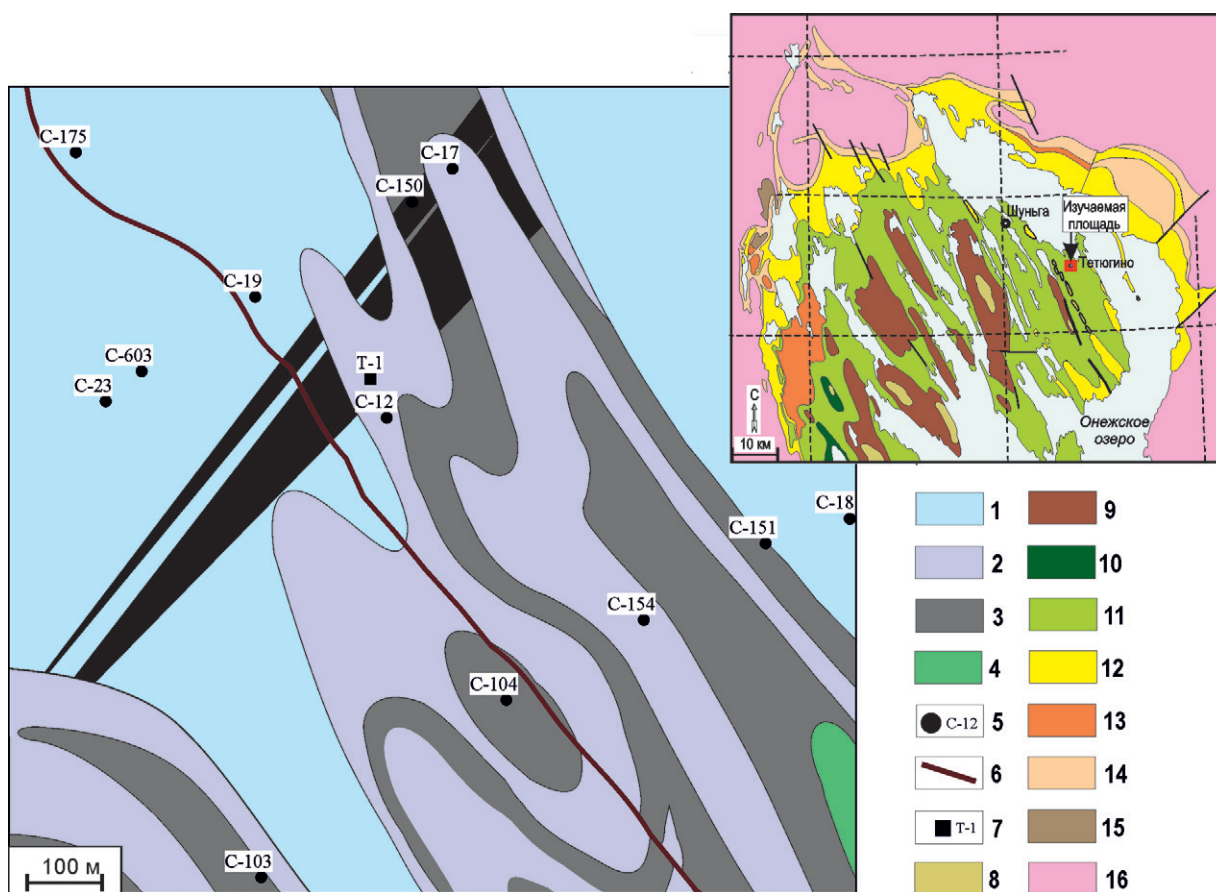 С-175
С-17
С-150
С-19
С-603
С-23
Т-1
С-12
С-18
С-151
С-154
С-104
С-103
100 м
Шуньга
Изучаемая
площадь
Тетюгино
С
10 км
Онежское
озеро
1 9
2 10
3 11
4 12
С-12 5 13
6 14
Т-1 7 15
8 16